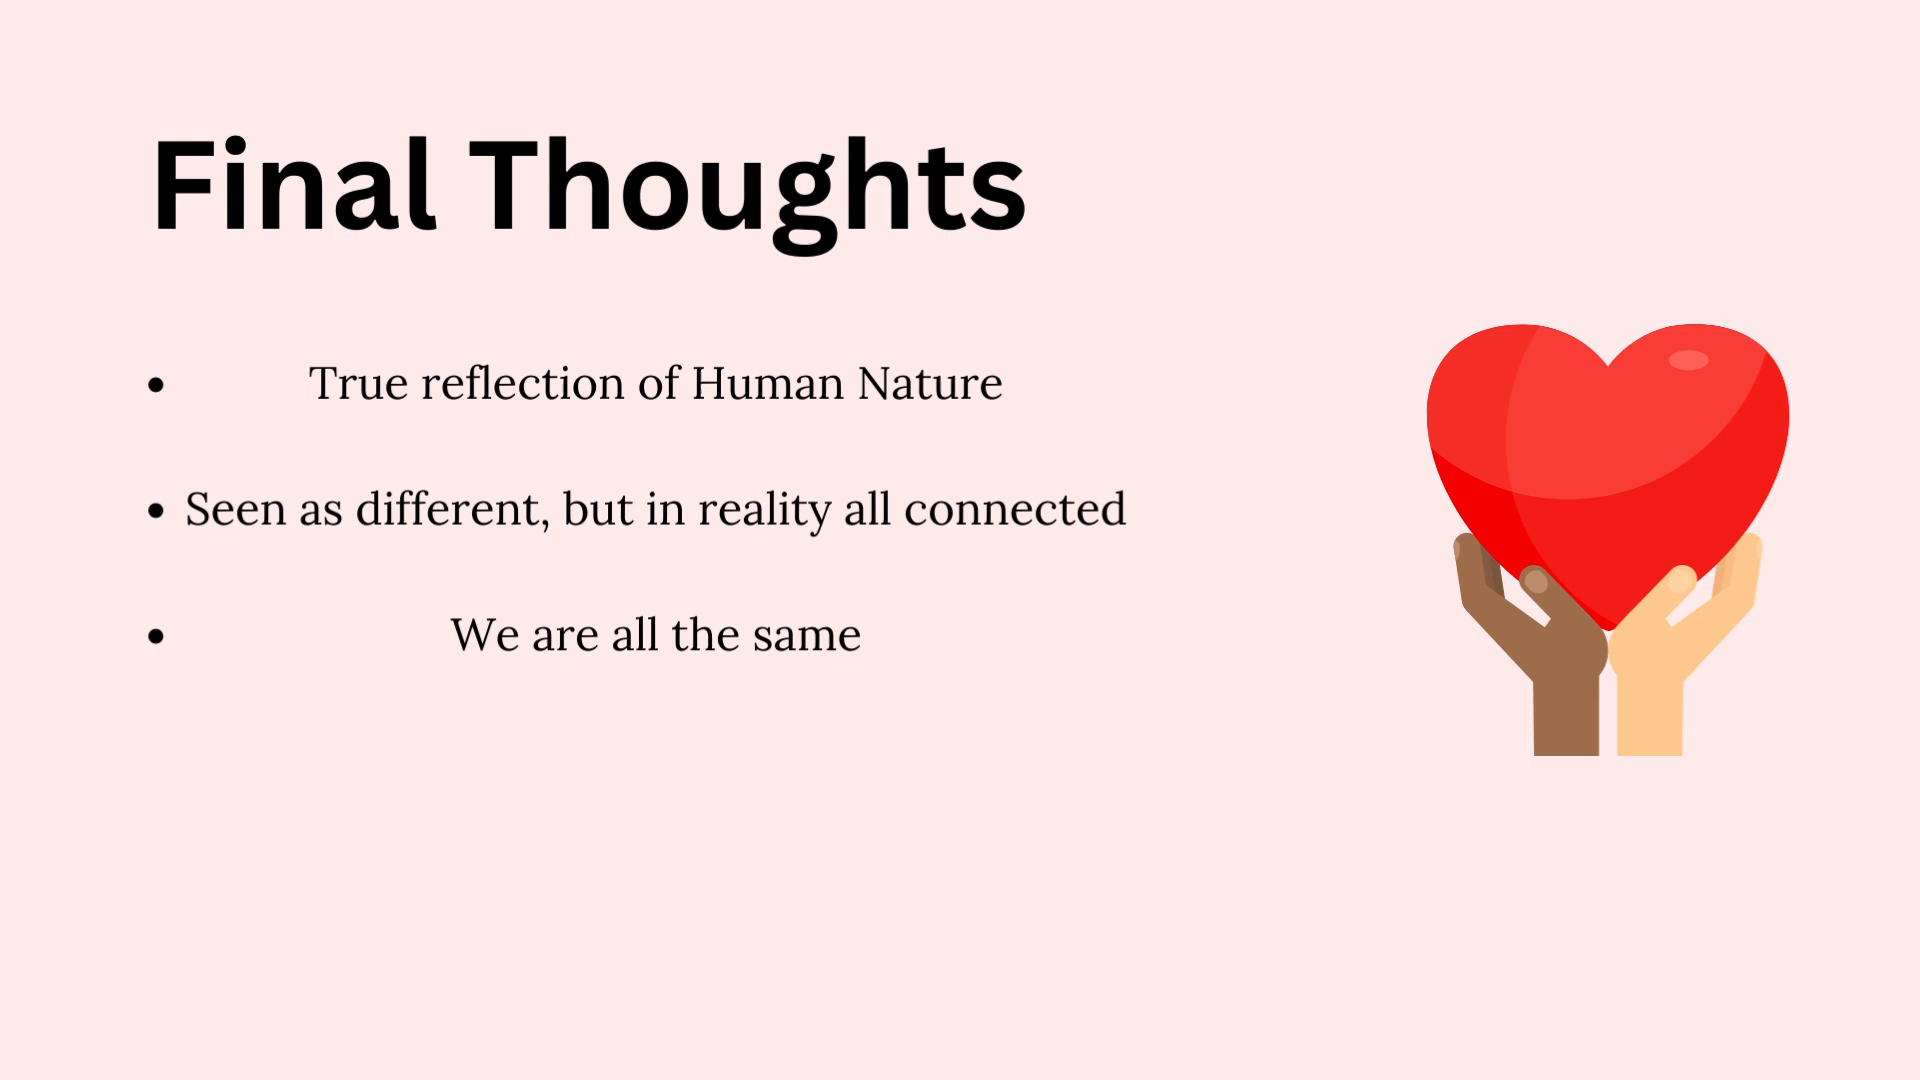 Final Thoughts
• True reflection of Human Nature
• Seen as different, but in reality all connected
• We are all the same